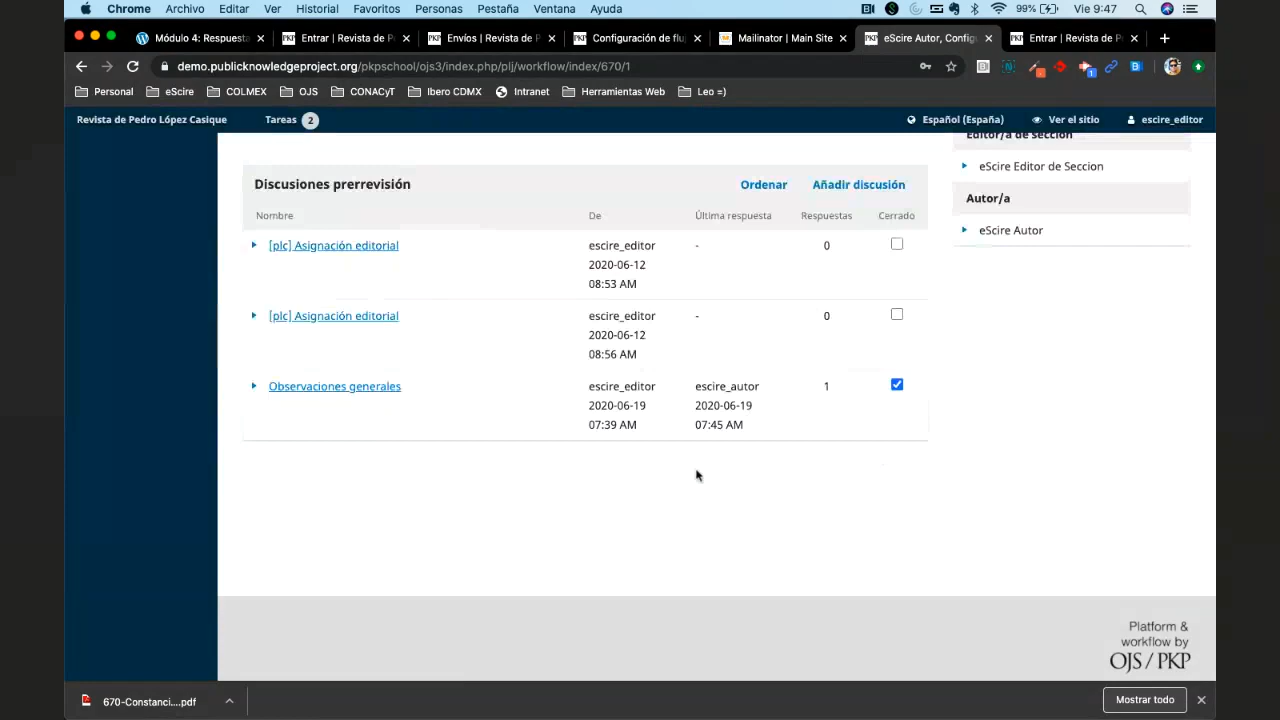 Chrome Archivo Editar Ver Historial Favoritos Personas Pestaña Ventana Ayuda 99% Vie 9:47
Módulo 4: Respuesta Entrar | Revista de P Envíos | Revista de P Configuración de flu Mailinator | Main Site eScire Autor, Config Entrar | Revista de P
demo.publicknowledgeproject.org/pkpschool/ojs3/index.php/plj/workflow/index/670/1
Personal eScire COLMEX OJS CONACyT Ibero CDMX Intranet Herramientas Web Leo =)
Revista de Pedro López Casique Tareas 2 Español (España) Ver el sitio escire_editor
Editor/a de sección
eScire Editor de Seccion
Autor/a
eScire Autor
Discusiones prerrevisión Ordenar Añadir discusión
Nombre De Última respuesta Respuestas Cerrado
[plc] Asignación editorial escire_editor - 0
2020-06-12
08:53 AM
[plc] Asignación editorial escire_editor - 0
2020-06-12
08:56 AM
Observaciones generales escire_editor escire_autor 1
2020-06-19 2020-06-19
07:39 AM 07:45 AM
Platform &
workflow by
OJS / PKP
670-Constanci....pdf Mostrar todo